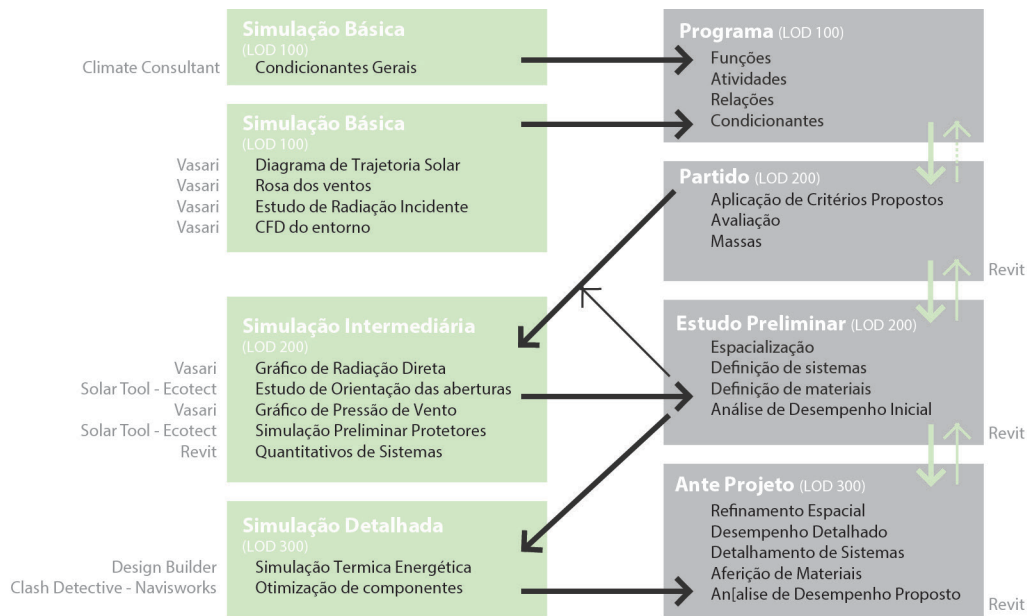 Simulação Básica
(LOD 100)
Climate Consultant
Condicionantes Gerais
Simulação Básica
(LOD 100)
Vasari
Diagrama de Trajetoria Solar
Vasari
Rosa dos ventos
Vasari
Estudo de Radiação Incidente
Vasari
CFD do entorno
Simulação Intermediária
(LOD 200)
Vasari
Gráfico de Radiação Direta
Solar Tool - Ecotect
Estudo de Orientação das aberturas
Vasari
Gráfico de Pressão de Vento
Solar Tool - Ecotect
Simulação Preliminar Protetores
Revit
Quantitativos de Sistemas
Simulação Detalhada
(LOD 300)
Design Builder
Simulação Termica Energética
Clash Detective - Navisworks
Otimização de componentes
Programa (LOD 100)
Funções
Atividades
Relações
Condicionantes
Partido (LOD 200)
Aplicação de Critérios Propostos
Avaliação
Massas
Revit
Estudo Preliminar (LOD 200)
Espacialização
Definição de sistemas
Definição de materiais
Análise de Desempenho Inicial
Revit
Ante Projeto (LOD 300)
Refinamento Espacial
Desempenho Detalhado
Detalhamento de Sistemas
Aferição de Materiais
An[alise de Desempenho Proposto
Revit